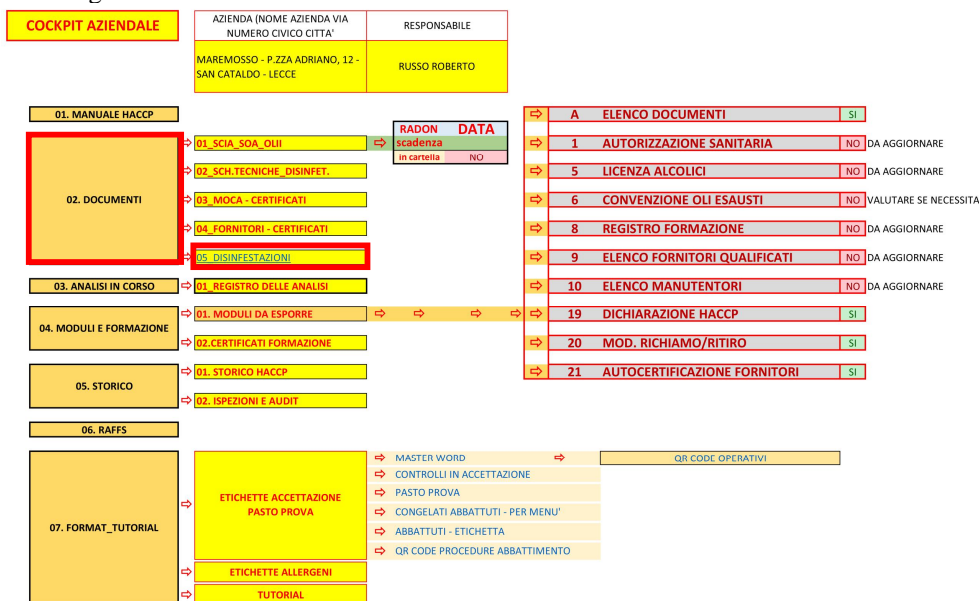 COCKPIT AZIENDALE
AZIENDA (NOME AZIENDA VIA
NUMERO CIVICO CITTA'
RESPONSABILE
MAREMOSSO - P.ZZA ADRIANO, 12 -
SAN CATALDO - LECCE
RUSSO ROBERTO
01. MANUALE HACCP
02. DOCUMENTI
01_SCIA_SOA_OLII
RADON DATA
scadenza
in cartella NO
02_SCH.TECNICHE_DISINFET.
03_MOCA - CERTIFICATI
04_FORNITORI - CERTIFICATI
05_DISINFESTAZIONI
03. ANALISI IN CORSO
01_REGISTRO DELLE ANALISI
04. MODULI E FORMAZIONE
01. MODULI DA ESPORRE
02.CERTIFICATI FORMAZIONE
05. STORICO
01. STORICO HACCP
02. ISPEZIONI E AUDIT
06. RAFFS
A ELENCO DOCUMENTI SI
1 AUTORIZZAZIONE SANITARIA NO DA AGGIORNARE
5 LICENZA ALCOLICI NO DA AGGIORNARE
6 CONVENZIONE OLI ESAUSTI NO VALUTARE SE NECESSITA
8 REGISTRO FORMAZIONE NO DA AGGIORNARE
9 ELENCO FORNITORI QUALIFICATI NO DA AGGIORNARE
10 ELENCO MANUTENTORI NO DA AGGIORNARE
19 DICHIARAZIONE HACCP SI
20 MOD. RICHIAMO/RITIRO SI
21 AUTOCERTIFICAZIONE FORNITORI SI
07. FORMAT_TUTORIAL
ETICHETTE ACCETTAZIONE
PASTO PROVA
MASTER WORD
QR CODE OPERATIVI
CONTROLLI IN ACCETTAZIONE
PASTO PROVA
CONGELATI ABBATTUTI - PER MENU'
ABBATTUTI - ETICHETTA
QR CODE PROCEDURE ABBATTIMENTO
ETICHETTE ALLERGENI
TUTORIAL